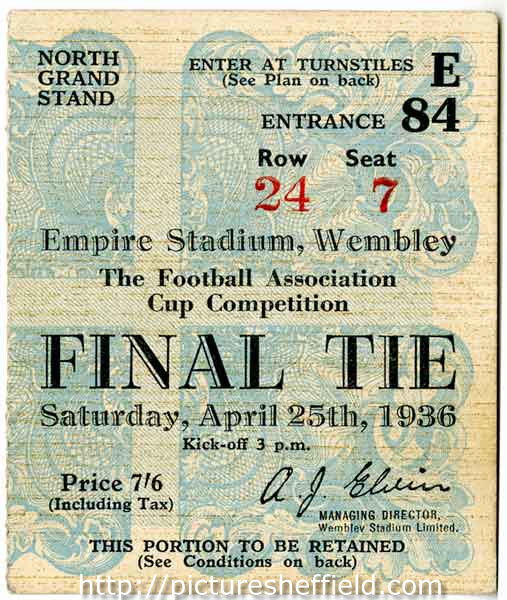 NORTH
GRAND
STAND
ENTER AT TURNSTILES E
(See Plan on back)
ENTRANCE 84
Row Seat
24 7
Empire Stadium, Wembley
The Football Association
Cup Competition
FINAL TIE
Saturday, April 25th, 1936
Kick-off 3 p.m.
Price 7/6
(Including Tax)
A. J. Elvin
MANAGING DIRECTOR,
Wembley Stadium Limited.
THIS PORTION TO BE RETAINED
(See Conditions on back)
http://picturesheffield.com